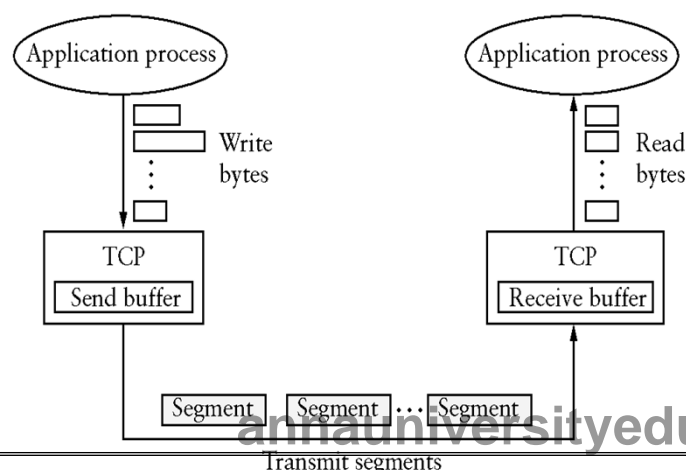 Application process
Application process
Write
bytes
Read
bytes
TCP
TCP
Send buffer
Receive buffer
Segment
Segment
...
Segment
annauniversityedu
Transmit segments